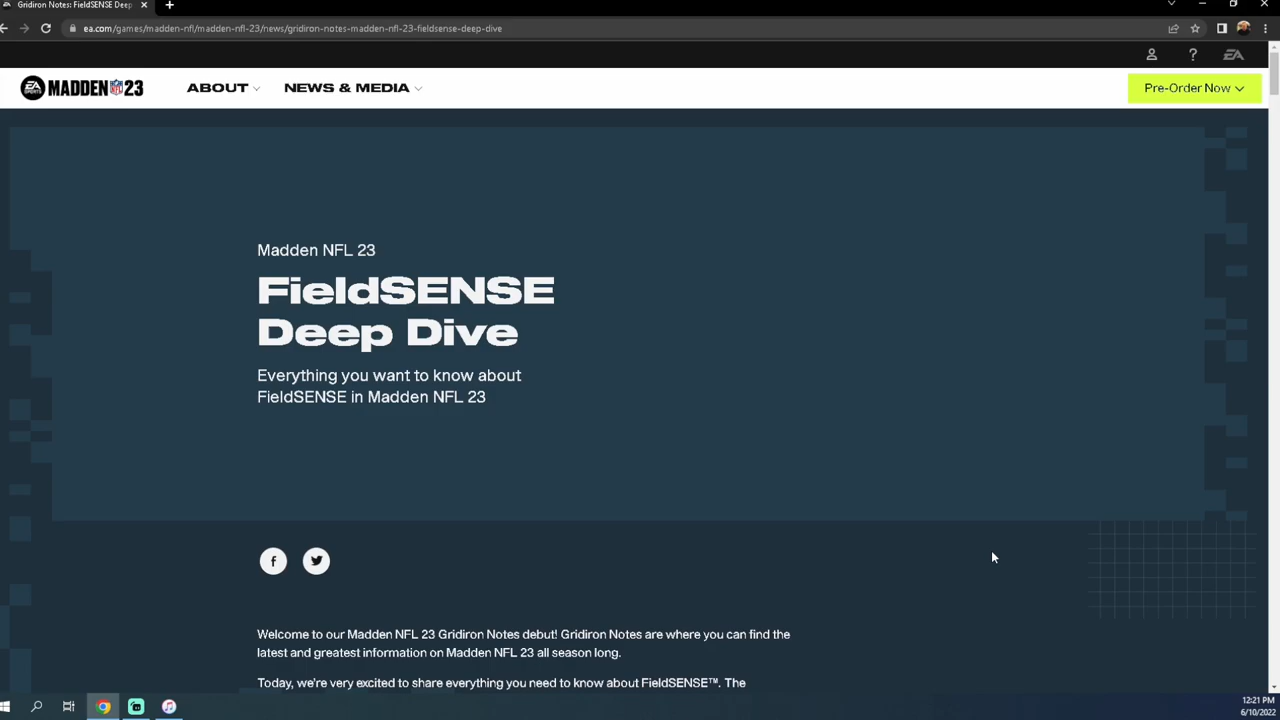 Gridiron Notes: FieldSENSE Deep
ea.com/games/madden-nfl/madden-nfl-23/news/gridiron-notes-madden-nfl-23-fieldsense-deep-dive
EA
EA SPORTS MADDEN NFL 23
ABOUT
NEWS & MEDIA
Pre-Order Now
Madden NFL 23
FieldSENSE
Deep Dive
Everything you want to know about
FieldSENSE in Madden NFL 23
Welcome to our Madden NFL 23 Gridiron Notes debut! Gridiron Notes are where you can find the
latest and greatest information on Madden NFL 23 all season long.
Today, we're very excited to share everything you need to know about FieldSENSE™. The
12:21 PM
6/10/2022